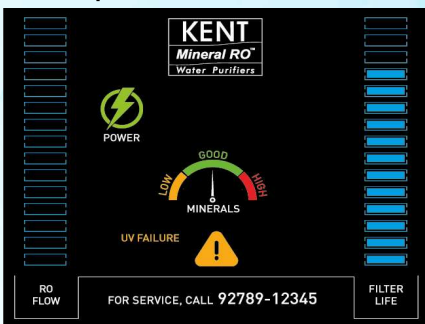 KENT
Mineral RO™
Water Purifiers
POWER
LOW GOOD HIGH
MINERALS
UV FAILURE
!
RO
FLOW
FOR SERVICE, CALL 92789-12345
FILTER
LIFE